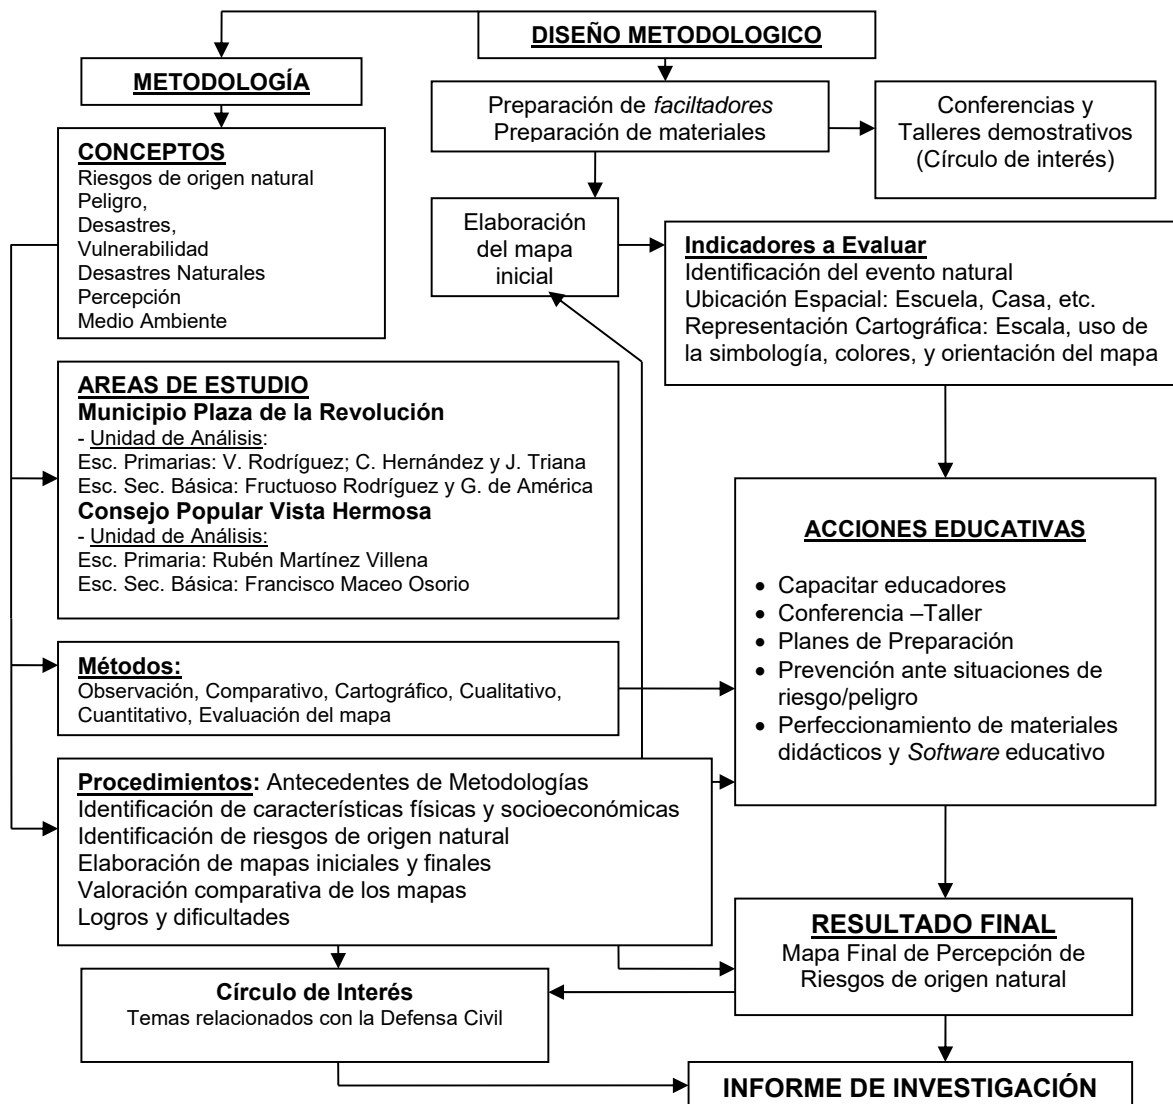 DISEÑO METODOLOGICO
METODOLOGÍA
Preparación de faciltadores
Preparación de materiales
Conferencias y
Talleres demostrativos
(Círculo de interés)
CONCEPTOS
Riesgos de origen natural
Peligro,
Desastres,
Vulnerabilidad
Desastres Naturales
Percepción
Medio Ambiente
Elaboración
del mapa
inicial
Indicadores a Evaluar
Identificación del evento natural
Ubicación Espacial: Escuela, Casa, etc.
Representación Cartográfica: Escala, uso de
la simbología, colores, y orientación del mapa
AREAS DE ESTUDIO
Municipio Plaza de la Revolución
- Unidad de Análisis:
Esc. Primarias: V. Rodríguez; C. Hernández y J. Triana
Esc. Sec. Básica: Fructuoso Rodríguez y G. de América
Consejo Popular Vista Hermosa
- Unidad de Análisis:
Esc. Primaria: Rubén Martínez Villena
Esc. Sec. Básica: Francisco Maceo Osorio
ACCIONES EDUCATIVAS
• Capacitar educadores
• Conferencia –Taller
• Planes de Preparación
• Prevención ante situaciones de
riesgo/peligro
• Perfeccionamiento de materiales
didácticos y Software educativo
Métodos:
Observación, Comparativo, Cartográfico, Cualitativo,
Cuantitativo, Evaluación del mapa
Procedimientos: Antecedentes de Metodologías
Identificación de características físicas y socioeconómicas
Identificación de riesgos de origen natural
Elaboración de mapas iniciales y finales
Valoración comparativa de los mapas
Logros y dificultades
RESULTADO FINAL
Mapa Final de Percepción de
Riesgos de origen natural
Círculo de Interés
Temas relacionados con la Defensa Civil
INFORME DE INVESTIGACIÓN